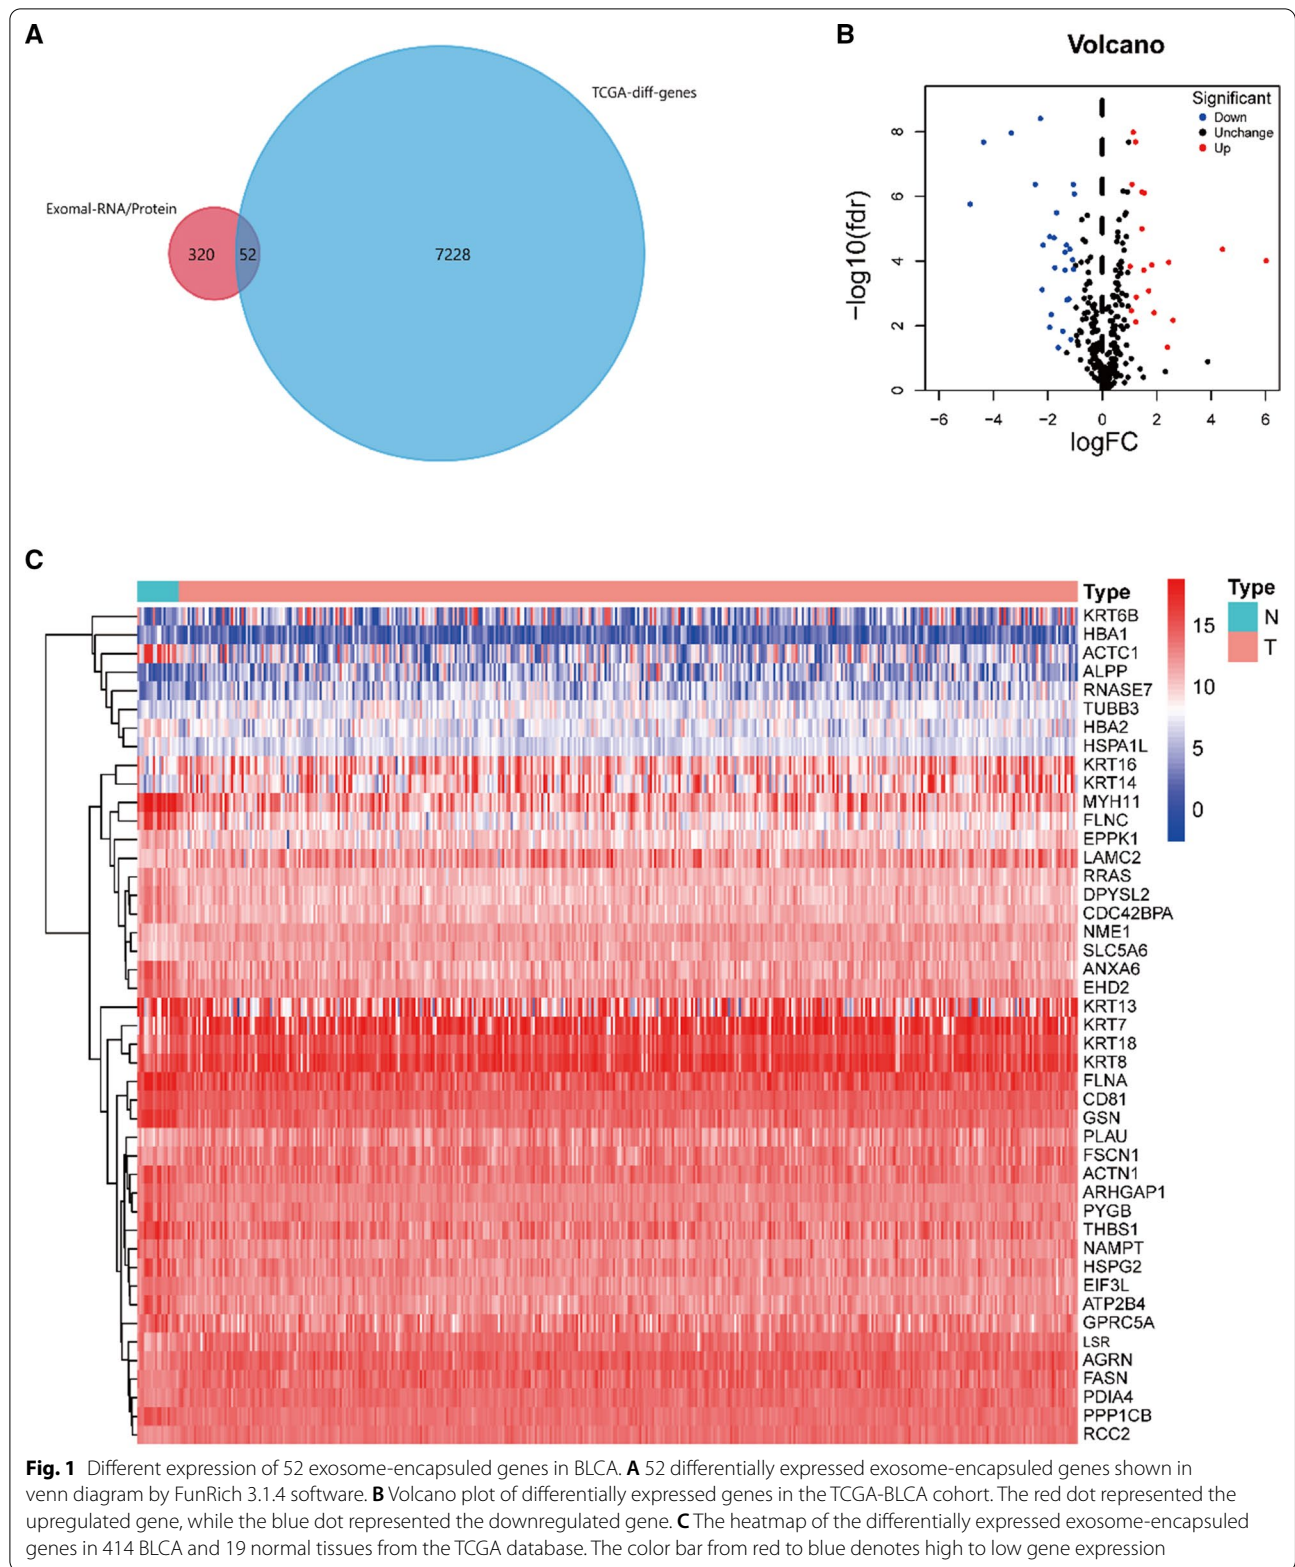 A
TCGA-diff-genes
Exomal-RNA/Protein
320
52
7228
B
Volcano
Significant
Down
Unchange
Up
8
6
4
2
0
−log10(fdr)
−6
−4
−2
0
2
4
6
logFC
C
Type
KRT6B
HBA1
ACTC1
ALPP
RNASE7
TUBB3
HBA2
HSPA1L
KRT16
KRT14
MYH11
FLNC
EPPK1
LAMC2
RRAS
DPYSL2
CDC42BPA
NME1
SLC5A6
ANXA6
EHD2
KRT13
KRT7
KRT18
KRT8
FLNA
CD81
GSN
PLAU
FSCN1
ACTN1
ARHGAP1
PYGB
THBS1
NAMPT
HSPG2
EIF3L
ATP2B4
GPRC5A
LSR
AGRN
FASN
PDIA4
PPP1CB
RCC2
15
10
5
0
Type
N
T
Fig. 1 Different expression of 52 exosome-encapsuled genes in BLCA. A 52 differentially expressed exosome-encapsuled genes shown in
venn diagram by FunRich 3.1.4 software. B Volcano plot of differentially expressed genes in the TCGA-BLCA cohort. The red dot represented the
upregulated gene, while the blue dot represented the downregulated gene. C The heatmap of the differentially expressed exosome-encapsuled
genes in 414 BLCA and 19 normal tissues from the TCGA database. The color bar from red to blue denotes high to low gene expression